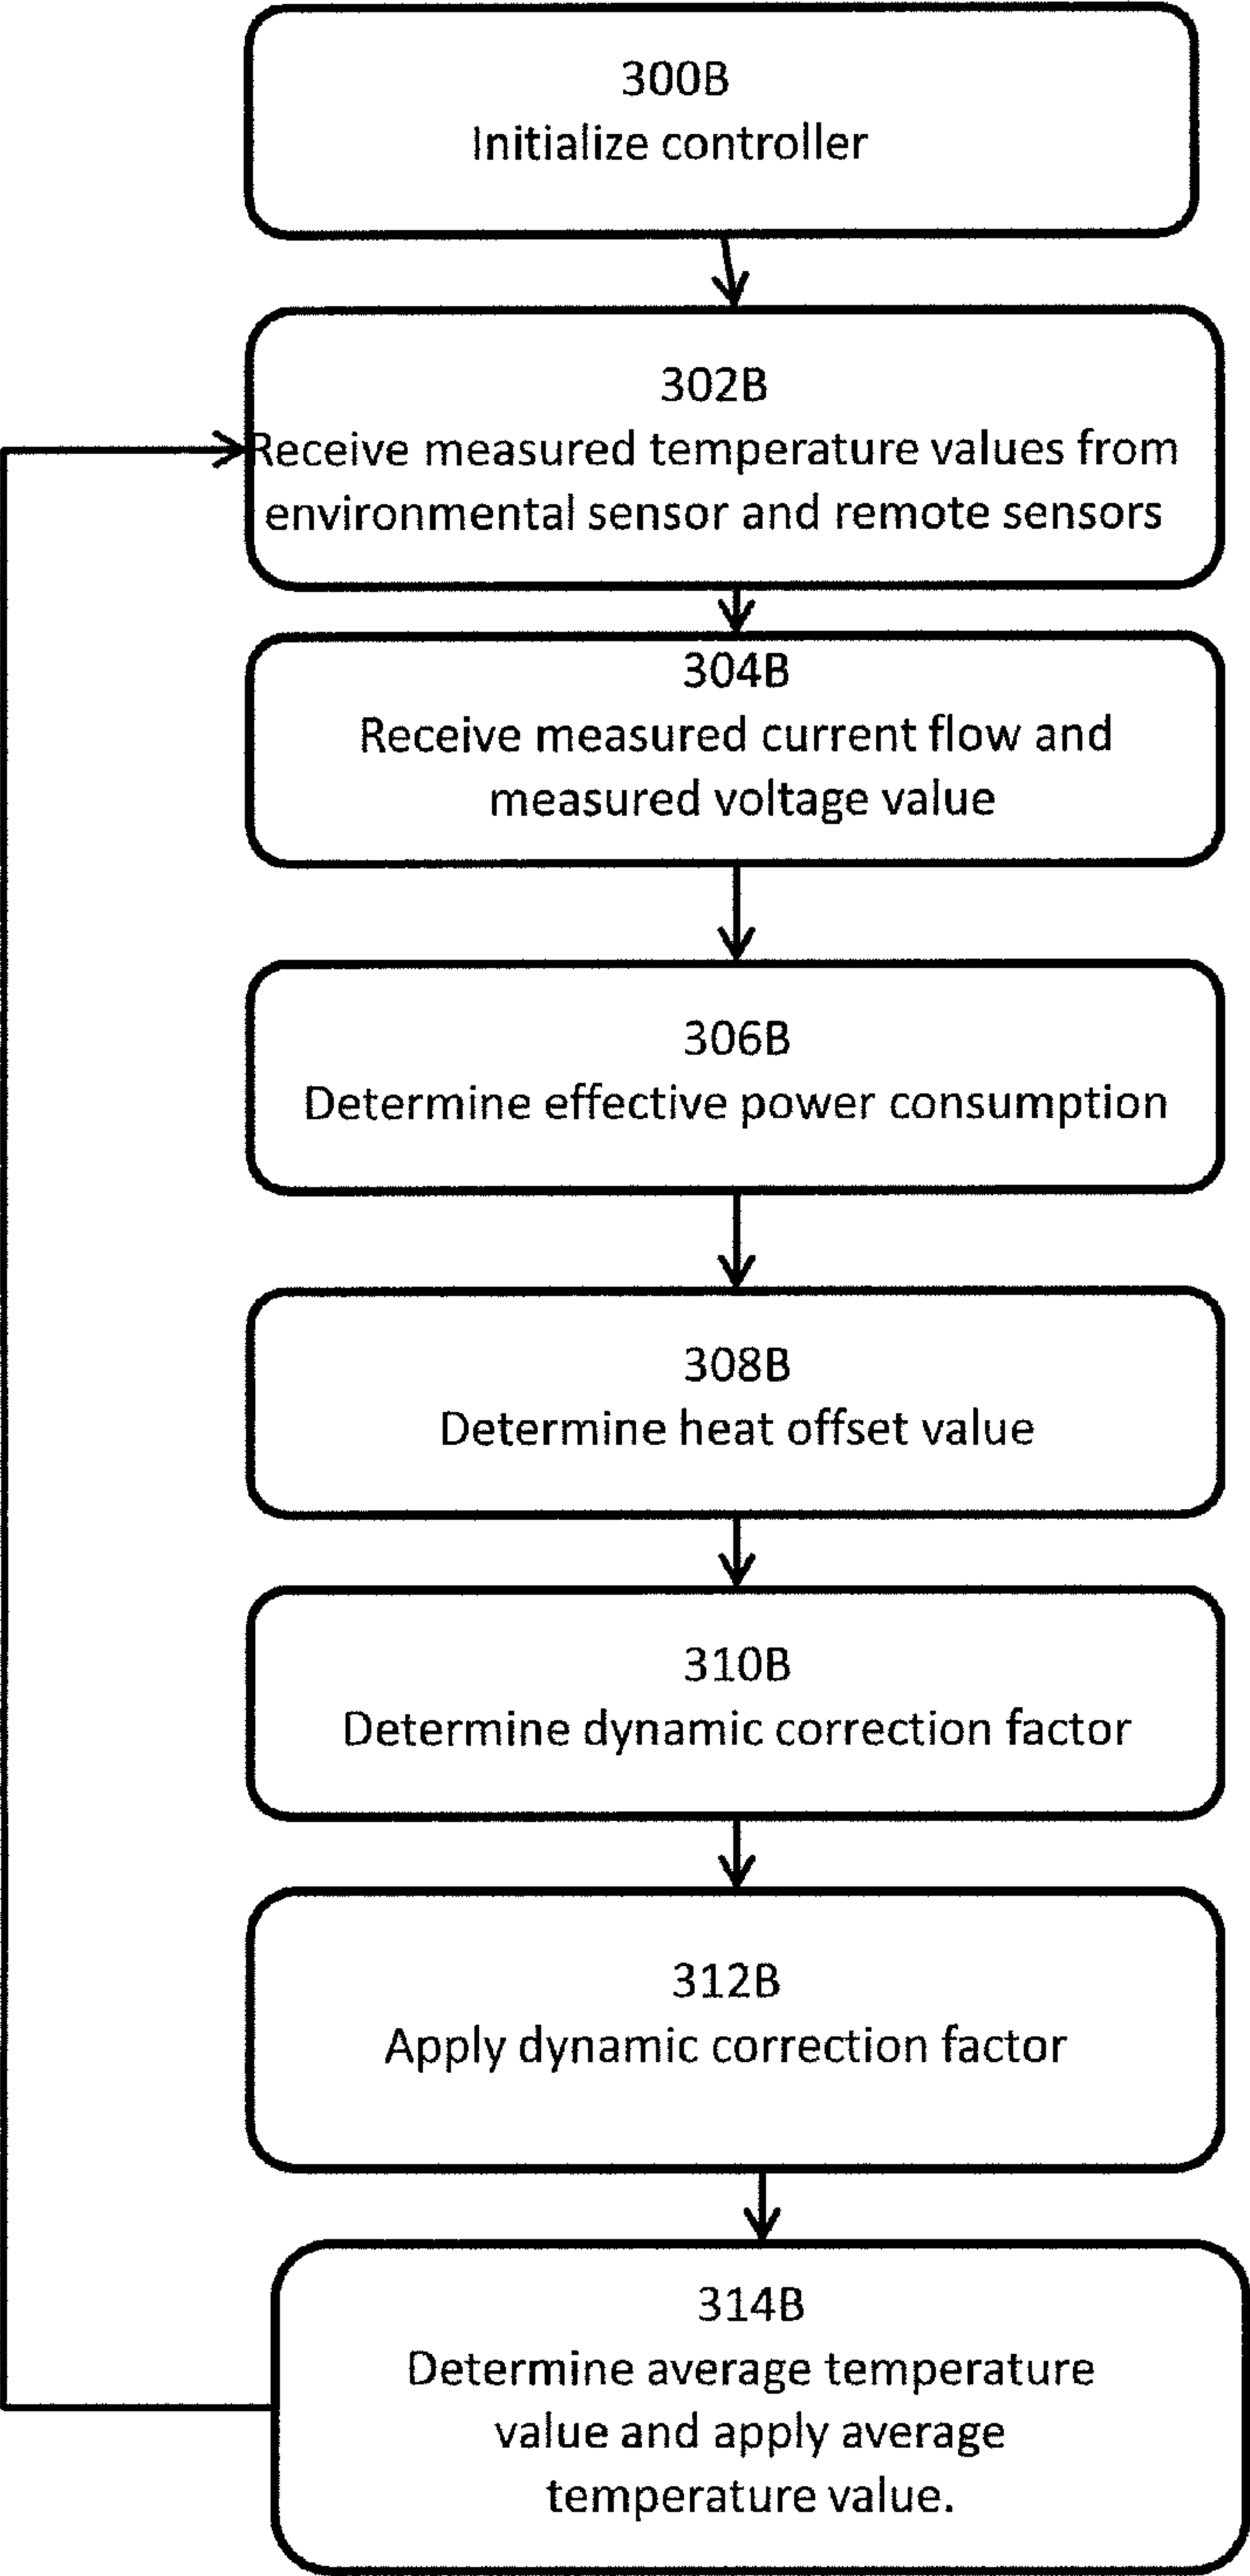 300B
Initialize controller
302B
Receive measured temperature values from
environmental sensor and remote sensors
304B
Receive measured current flow and
measured voltage value
306B
Determine effective power consumption
308B
Determine heat offset value
310B
Determine dynamic correction factor
312B
Apply dynamic correction factor
314B
Determine average temperature
value and apply average
temperature value.